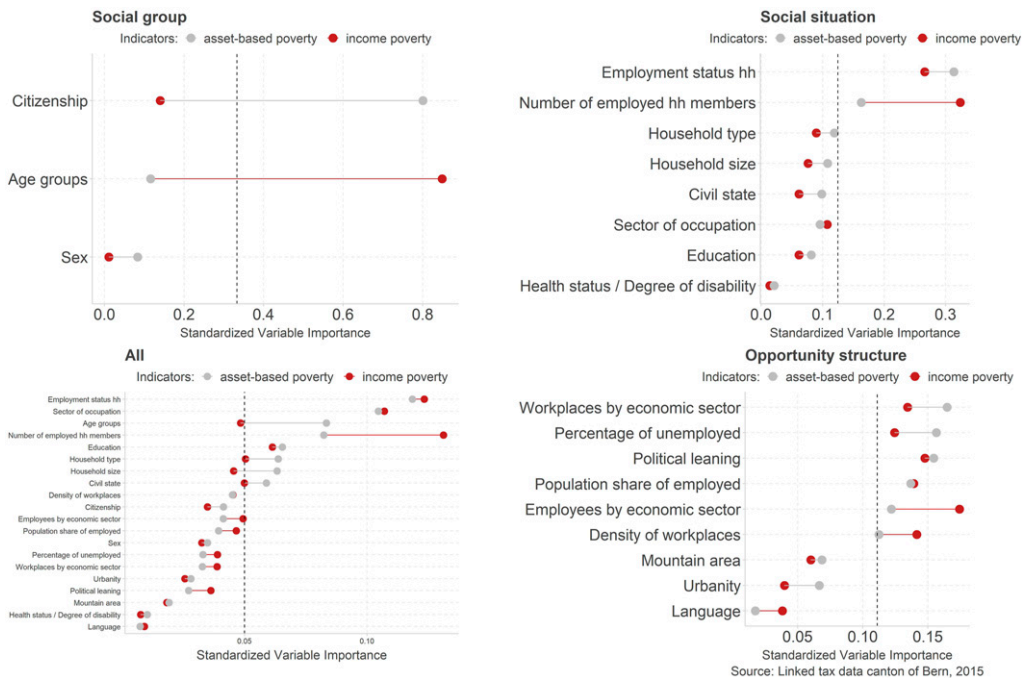 Social group
Indicators: asset-based poverty income poverty
Citizenship
Age groups
Sex
0.0 0.2 0.4 0.6 0.8
Standardized Variable Importance
Social situation
Indicators: asset-based poverty income poverty
Employment status hh
Number of employed hh members
Household type
Household size
Civil state
Sector of occupation
Education
Health status / Degree of disability
0.0 0.1 0.2 0.3
Standardized Variable Importance
All
Indicators: asset-based poverty income poverty
Employment status hh
Sector of occupation
Age groups
Number of employed hh members
Education
Household type
Household size
Civil state
Density of workplaces
Citizenship
Employees by economic sector
Population share of employed
Sex
Percentage of unemployed
Workplaces by economic sector
Urbanity
Political leaning
Mountain area
Health status / Degree of disability
Language
0.05 0.10
Standardized Variable Importance
Opportunity structure
Indicators: asset-based poverty income poverty
Workplaces by economic sector
Percentage of unemployed
Political leaning
Population share of employed
Employees by economic sector
Density of workplaces
Mountain area
Urbanity
Language
0.05 0.10 0.15
Standardized Variable Importance
Source: Linked tax data canton of Bern, 2015